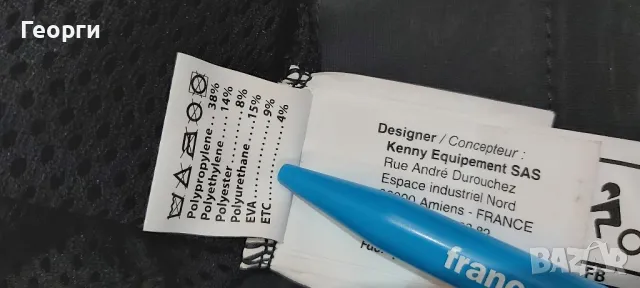 Георги
Polypropylene... 38%
Polyethylene.... 14%
Polyester........ 8%
Polyurethane... 15%
EVA............ 9%
ETC............ 4%
Designer / Concepteur :
Kenny Equipement SAS
Rue André Durouchez
Espace industriel Nord
Amiens - FRANCE
franc
BAZAR
FB